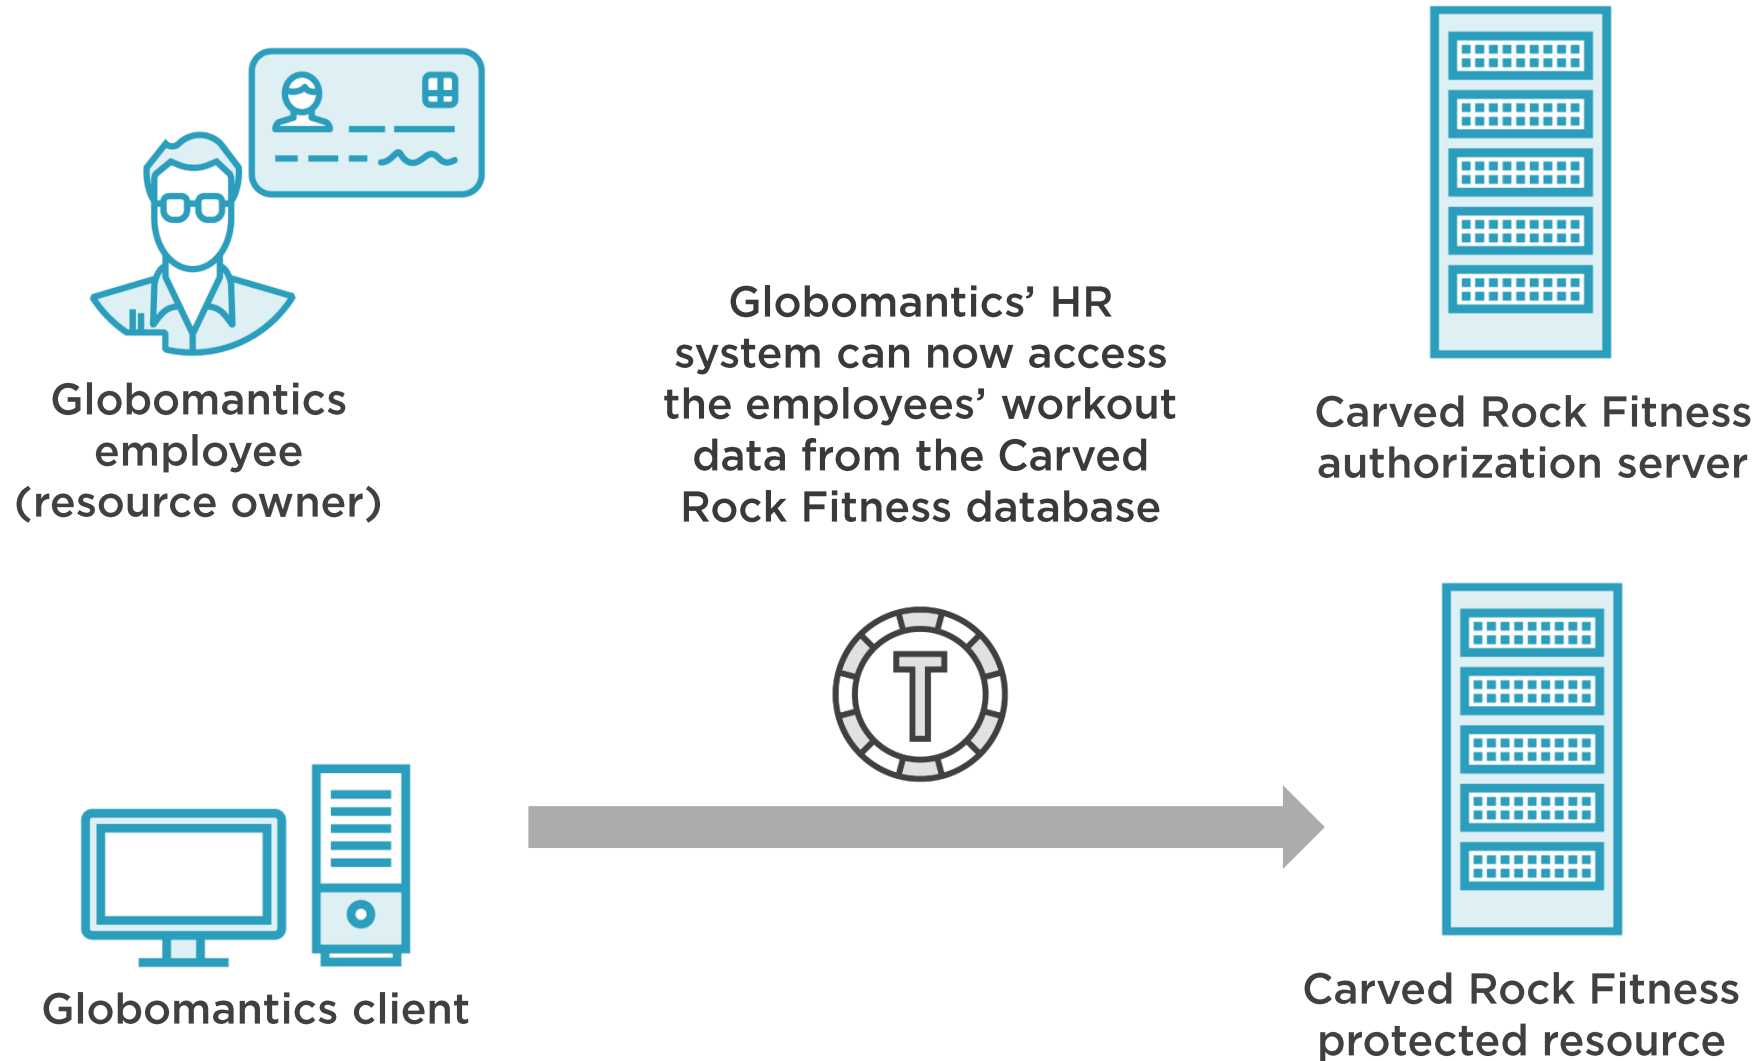 Globomantics
employee
(resource owner)
Globomantics’ HR
system can now access
the employees’ workout
data from the Carved
Rock Fitness database
Carved Rock Fitness
authorization server
T
Globomantics client
Carved Rock Fitness
protected resource